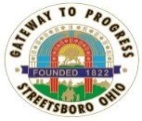 GATEWAY TO PROGRESS
FOUNDED 1822
STREETSBORO OHIO